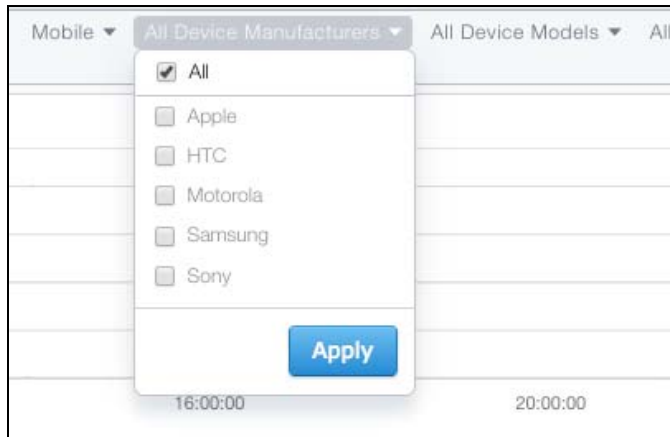 Mobile All Device Manufacturers All Device Models All
All
Apple
HTC
Motorola
Samsung
Sony
Apply
16:00:00 20:00:00